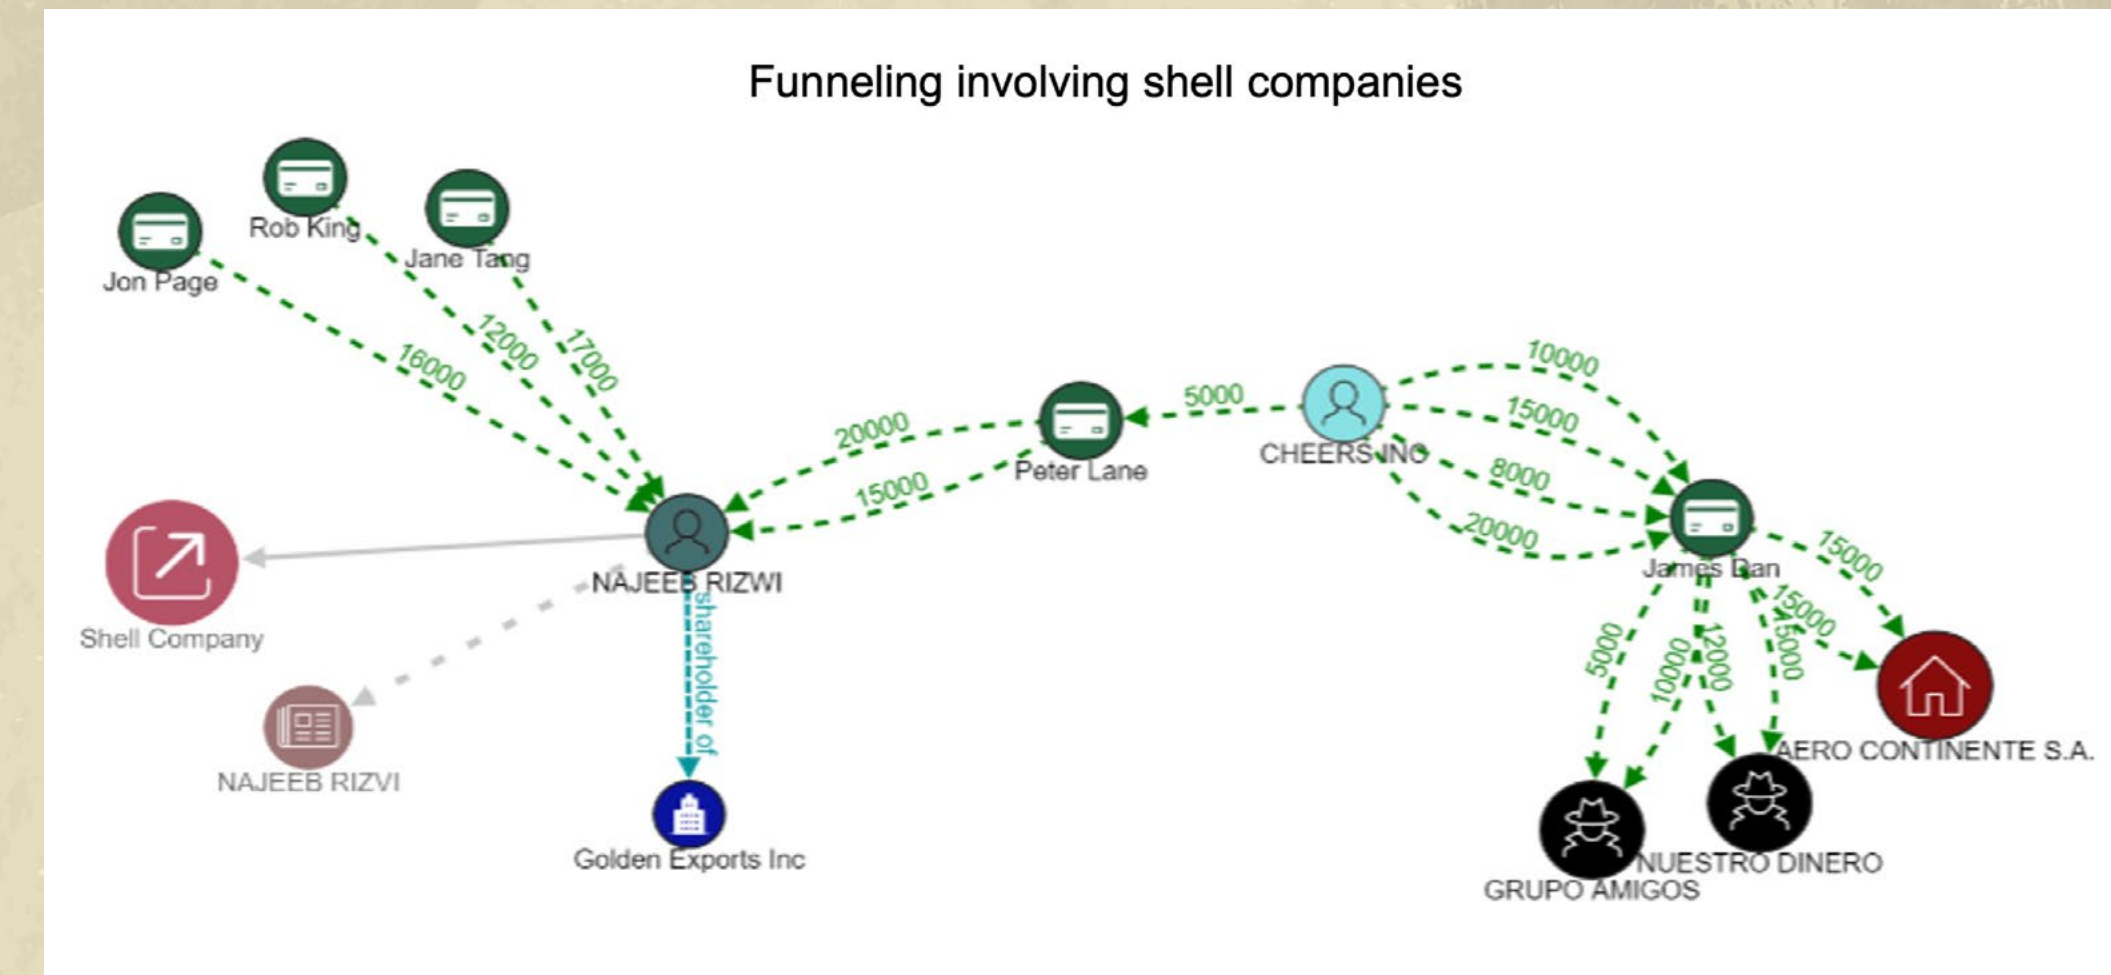 Funneling involving shell companies
Rob King
Jane Tang
Jon Page
12000
17000
16000
10000
5000
15000
20000
CHEERS INC
8000
Peter Lane
15000
20000
15000
James Dan
NAJEEB RIZWI
15000
shareholder of
5000
10000
12000
15000
Shell Company
AERO CONTINENTE S.A.
NAJEEB RIZVI
Golden Exports Inc
NUESTRO DINERO
GRUPO AMIGOS